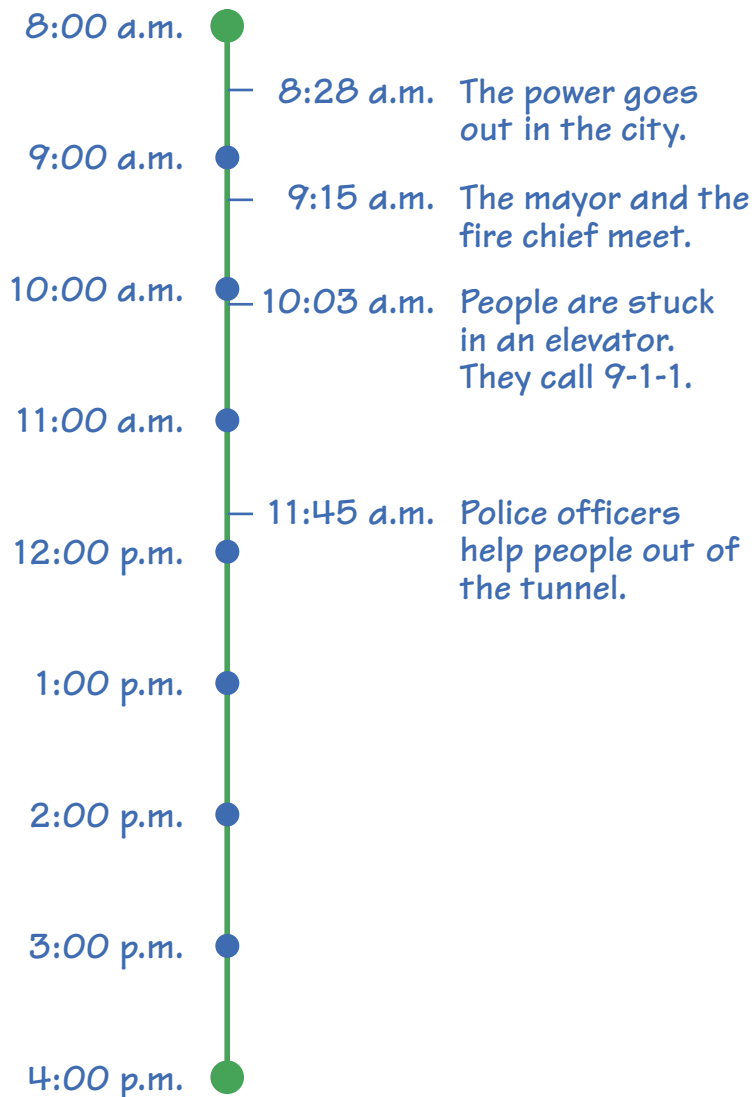 8:00 a.m.
8:28 a.m. The power goes
out in the city.
9:00 a.m.
9:15 a.m. The mayor and the
fire chief meet.
10:00 a.m.
10:03 a.m. People are stuck
in an elevator.
They call 9-1-1.
11:00 a.m.
11:45 a.m. Police officers
help people out of
12:00 p.m.
the tunnel.
1:00 p.m.
2:00 p.m.
3:00 p.m.
4:00 p.m.